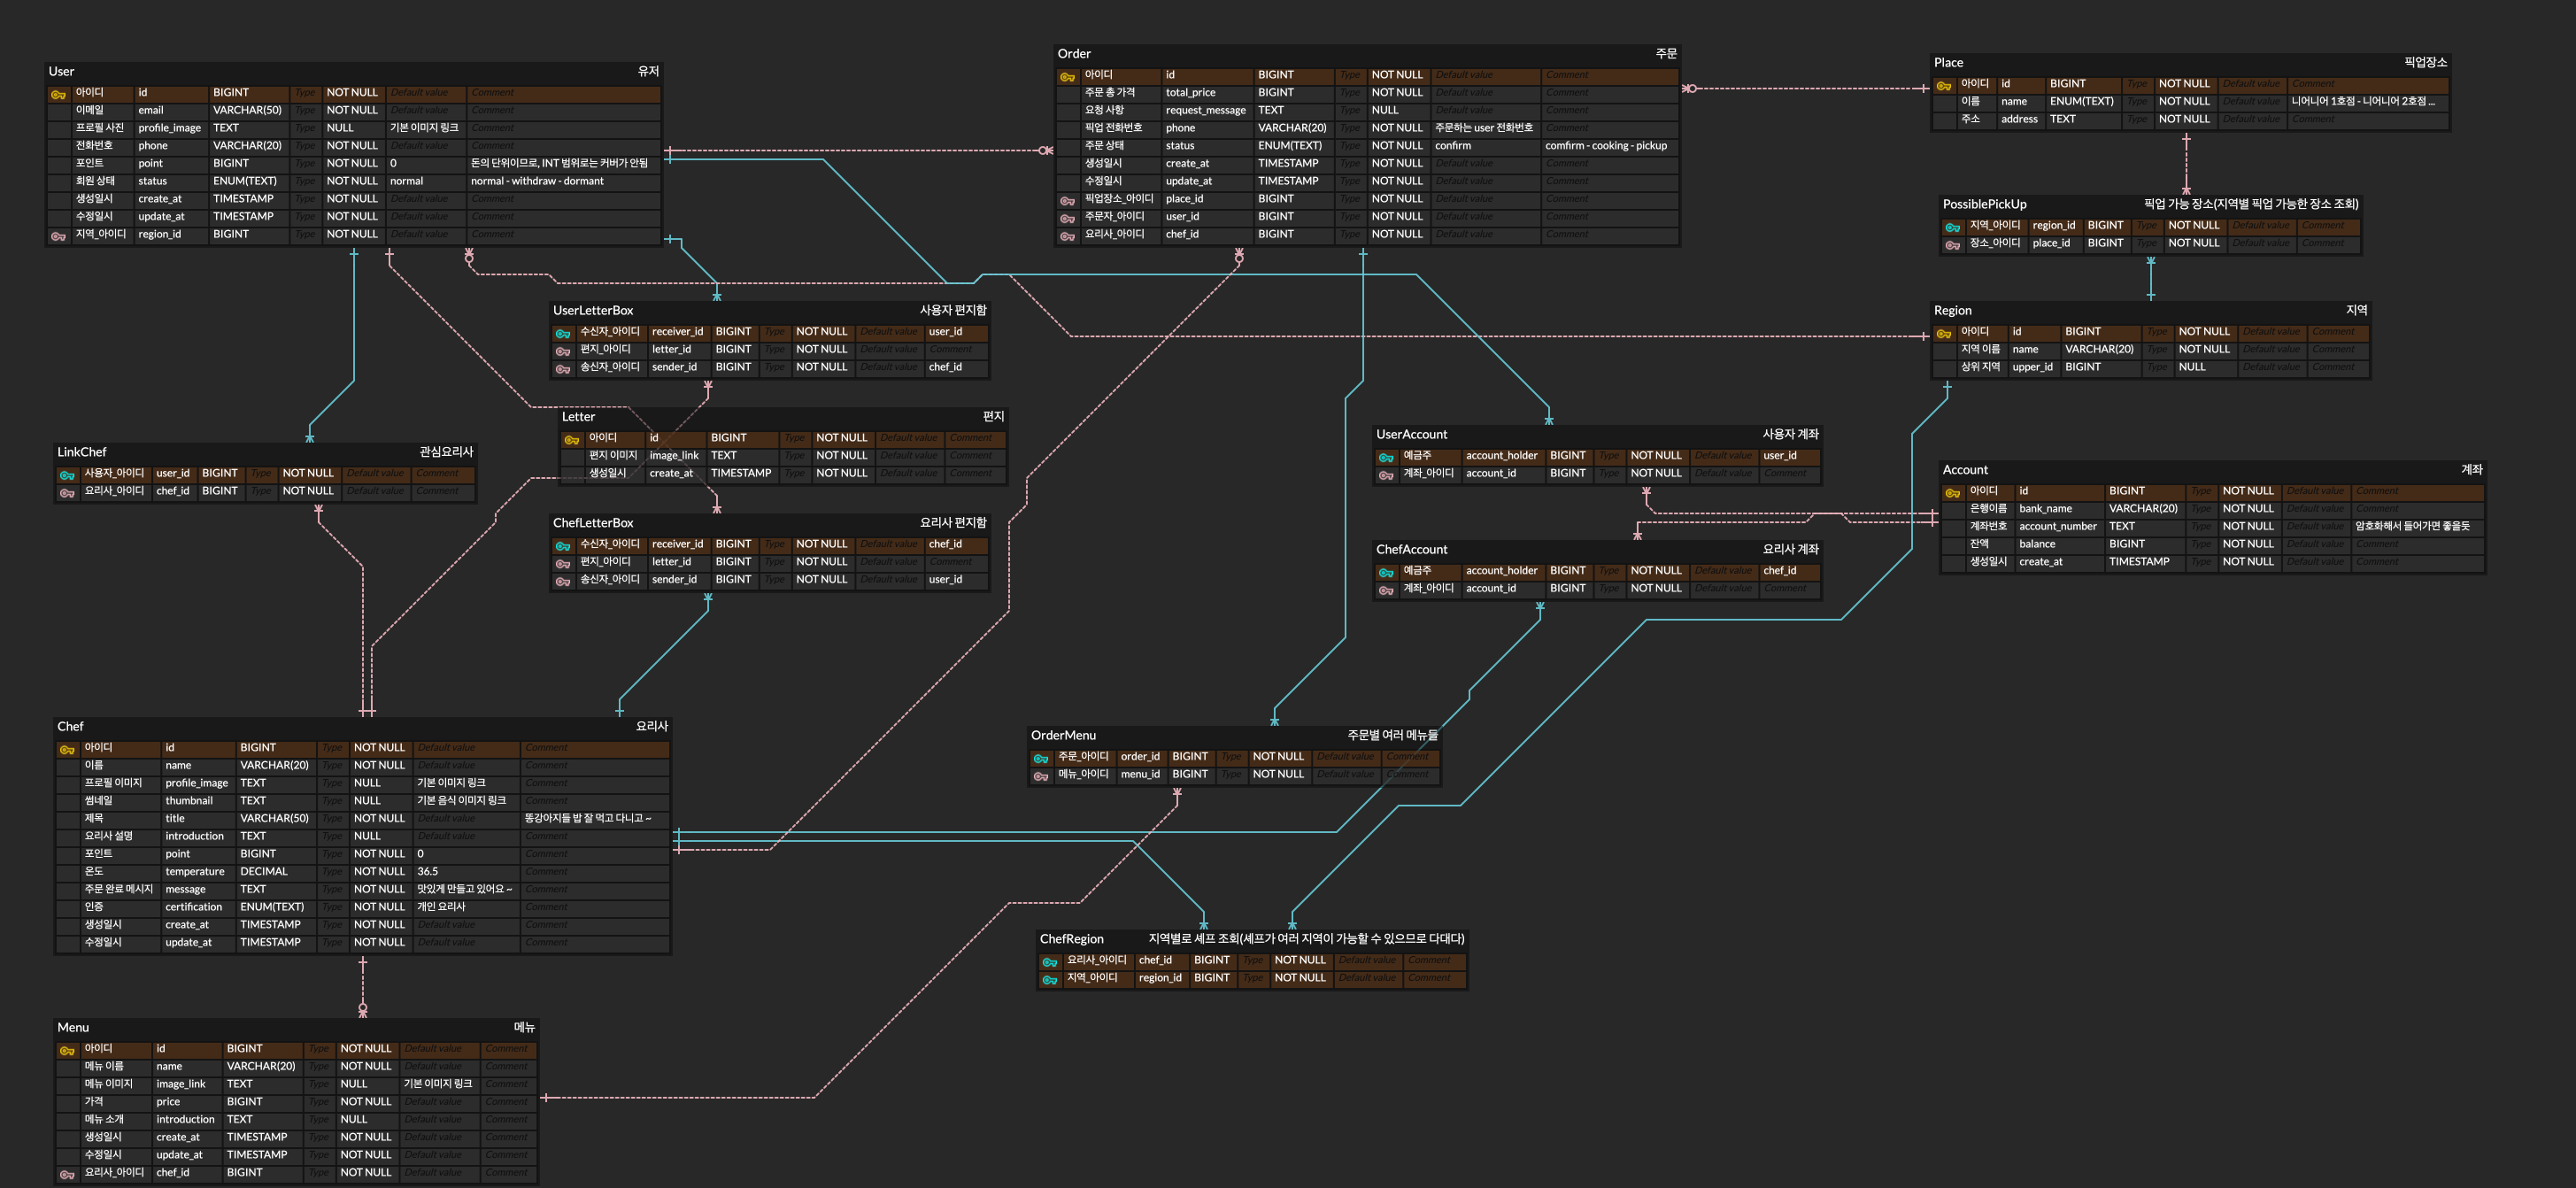 User 유저
아이디 id BIGINT Type NOT NULL Default value Comment
이메일 email VARCHAR(50) Type NOT NULL Default value Comment
프로필 사진 profile_image TEXT Type NULL 기본 이미지 링크 Comment
전화번호 phone VARCHAR(20) Type NOT NULL Default value Comment
포인트 point BIGINT Type NOT NULL 0 돈의 단위이므로, INT 범위로는 커버가 안됨
회원 상태 status ENUM(TEXT) Type NOT NULL normal normal - withdraw - dormant
생성일시 create_at TIMESTAMP Type NOT NULL Default value Comment
수정일시 update_at TIMESTAMP Type NOT NULL Default value Comment
지역_아이디 region_id BIGINT Type NOT NULL Default value Comment
Order 주문
아이디 id BIGINT Type NOT NULL Default value Comment
주문 총 가격 total_price BIGINT Type NOT NULL Default value Comment
요청 사항 request_message TEXT Type NULL Default value Comment
픽업 전화번호 phone VARCHAR(20) Type NOT NULL 주문하는 user 전화번호 Comment
주문 상태 status ENUM(TEXT) Type NOT NULL confirm comfirm - cooking - pickup
생성일시 create_at TIMESTAMP Type NOT NULL Default value Comment
수정일시 update_at TIMESTAMP Type NOT NULL Default value Comment
픽업장소_아이디 place_id BIGINT Type NOT NULL Default value Comment
주문자_아이디 user_id BIGINT Type NOT NULL Default value Comment
요리사_아이디 chef_id BIGINT Type NOT NULL Default value Comment
Place 픽업장소
아이디 id BIGINT Type NOT NULL Default value Comment
이름 name ENUM(TEXT) Type NOT NULL Default value 니어니어 1호점 - 니어니어 2호점 ...
주소 address TEXT Type NOT NULL Default value Comment
PossiblePickUp 픽업 가능 장소(지역별 픽업 가능한 장소 조회)
지역_아이디 region_id BIGINT Type NOT NULL Default value Comment
장소_아이디 place_id BIGINT Type NOT NULL Default value Comment
UserLetterBox 사용자 편지함
수신자_아이디 receiver_id BIGINT Type NOT NULL Default value user_id
편지_아이디 letter_id BIGINT Type NOT NULL Default value Comment
송신자_아이디 sender_id BIGINT Type NOT NULL Default value chef_id
Region 지역
아이디 id BIGINT Type NOT NULL Default value Comment
지역 이름 name VARCHAR(20) Type NOT NULL Default value Comment
상위 지역 upper_id BIGINT Type NULL Default value Comment
Letter 편지
아이디 id BIGINT Type NOT NULL Default value Comment
편지 이미지 image_link TEXT Type NOT NULL Default value Comment
생성일시 create_at TIMESTAMP Type NOT NULL Default value Comment
UserAccount 사용자 계좌
예금주 account_holder BIGINT Type NOT NULL Default value user_id
계좌_아이디 account_id BIGINT Type NOT NULL Default value Comment
LinkChef 관심요리사
사용자_아이디 user_id BIGINT Type NOT NULL Default value Comment
요리사_아이디 chef_id BIGINT Type NOT NULL Default value Comment
Account 계좌
아이디 id BIGINT Type NOT NULL Default value Comment
은행이름 bank_name VARCHAR(20) Type NOT NULL Default value Comment
계좌번호 account_number TEXT Type NOT NULL Default value 암호화해서 들어가면 좋을듯
잔액 balance BIGINT Type NOT NULL Default value Comment
생성일시 create_at TIMESTAMP Type NOT NULL Default value Comment
ChefLetterBox 요리사 편지함
수신자_아이디 receiver_id BIGINT Type NOT NULL Default value chef_id
편지_아이디 letter_id BIGINT Type NOT NULL Default value Comment
송신자_아이디 sender_id BIGINT Type NOT NULL Default value user_id
ChefAccount 요리사 계좌
예금주 account_holder BIGINT Type NOT NULL Default value chef_id
계좌_아이디 account_id BIGINT Type NOT NULL Default value Comment
Chef 요리사
아이디 id BIGINT Type NOT NULL Default value Comment
이름 name VARCHAR(20) Type NOT NULL Default value Comment
프로필 이미지 profile_image TEXT Type NULL 기본 이미지 링크 Comment
썸네일 thumbnail TEXT Type NULL 기본 음식 이미지 링크 Comment
제목 title VARCHAR(50) Type NOT NULL Default value 똥강아지들 밥 잘 먹고 다니고 ~
요리사 설명 introduction TEXT Type NULL Default value Comment
포인트 point BIGINT Type NOT NULL 0 Comment
온도 temperature DECIMAL Type NOT NULL 36.5 Comment
주문 완료 메시지 message TEXT Type NOT NULL 맛있게 만들고 있어요 ~ Comment
인증 certification ENUM(TEXT) Type NOT NULL 개인 요리사 Comment
생성일시 create_at TIMESTAMP Type NOT NULL Default value Comment
수정일시 update_at TIMESTAMP Type NOT NULL Default value Comment
OrderMenu 주문별 여러 메뉴들
주문_아이디 order_id BIGINT Type NOT NULL Default value Comment
메뉴_아이디 menu_id BIGINT Type NOT NULL Default value Comment
ChefRegion 지역별로 셰프 조회(셰프가 여러 지역이 가능할 수 있으므로 다대다)
요리사_아이디 chef_id BIGINT Type NOT NULL Default value Comment
지역_아이디 region_id BIGINT Type NOT NULL Default value Comment
Menu 메뉴
아이디 id BIGINT Type NOT NULL Default value Comment
메뉴 이름 name VARCHAR(20) Type NOT NULL Default value Comment
메뉴 이미지 image_link TEXT Type NULL 기본 이미지 링크 Comment
가격 price BIGINT Type NOT NULL Default value Comment
메뉴 소개 introduction TEXT Type NULL Default value Comment
생성일시 create_at TIMESTAMP Type NOT NULL Default value Comment
수정일시 update_at TIMESTAMP Type NOT NULL Default value Comment
요리사_아이디 chef_id BIGINT Type NOT NULL Default value Comment